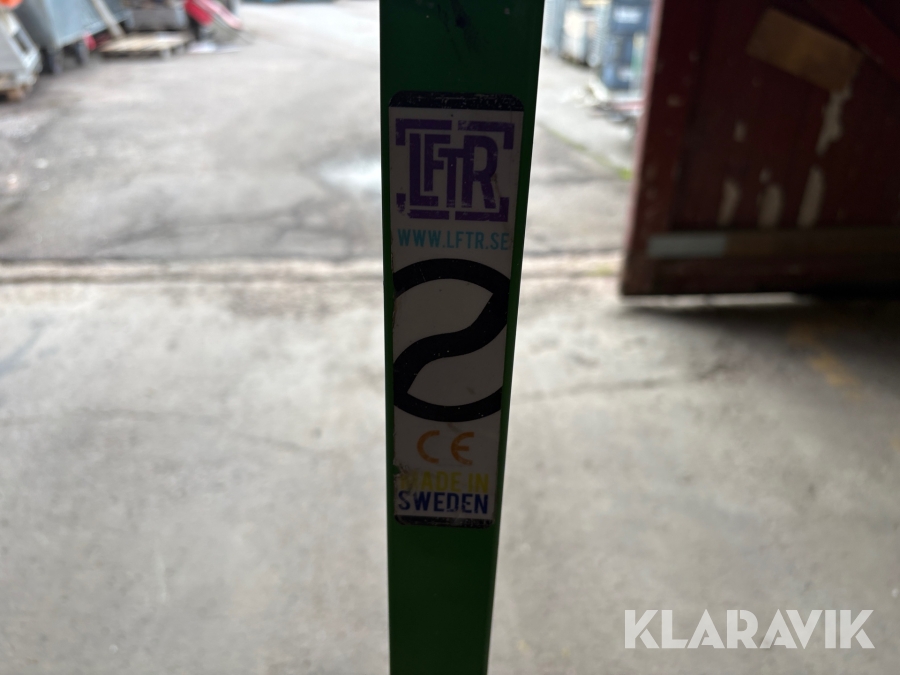 LFTR
WWW.LFTR.SE
CE
MADE IN
SWEDEN
KLARAVIK